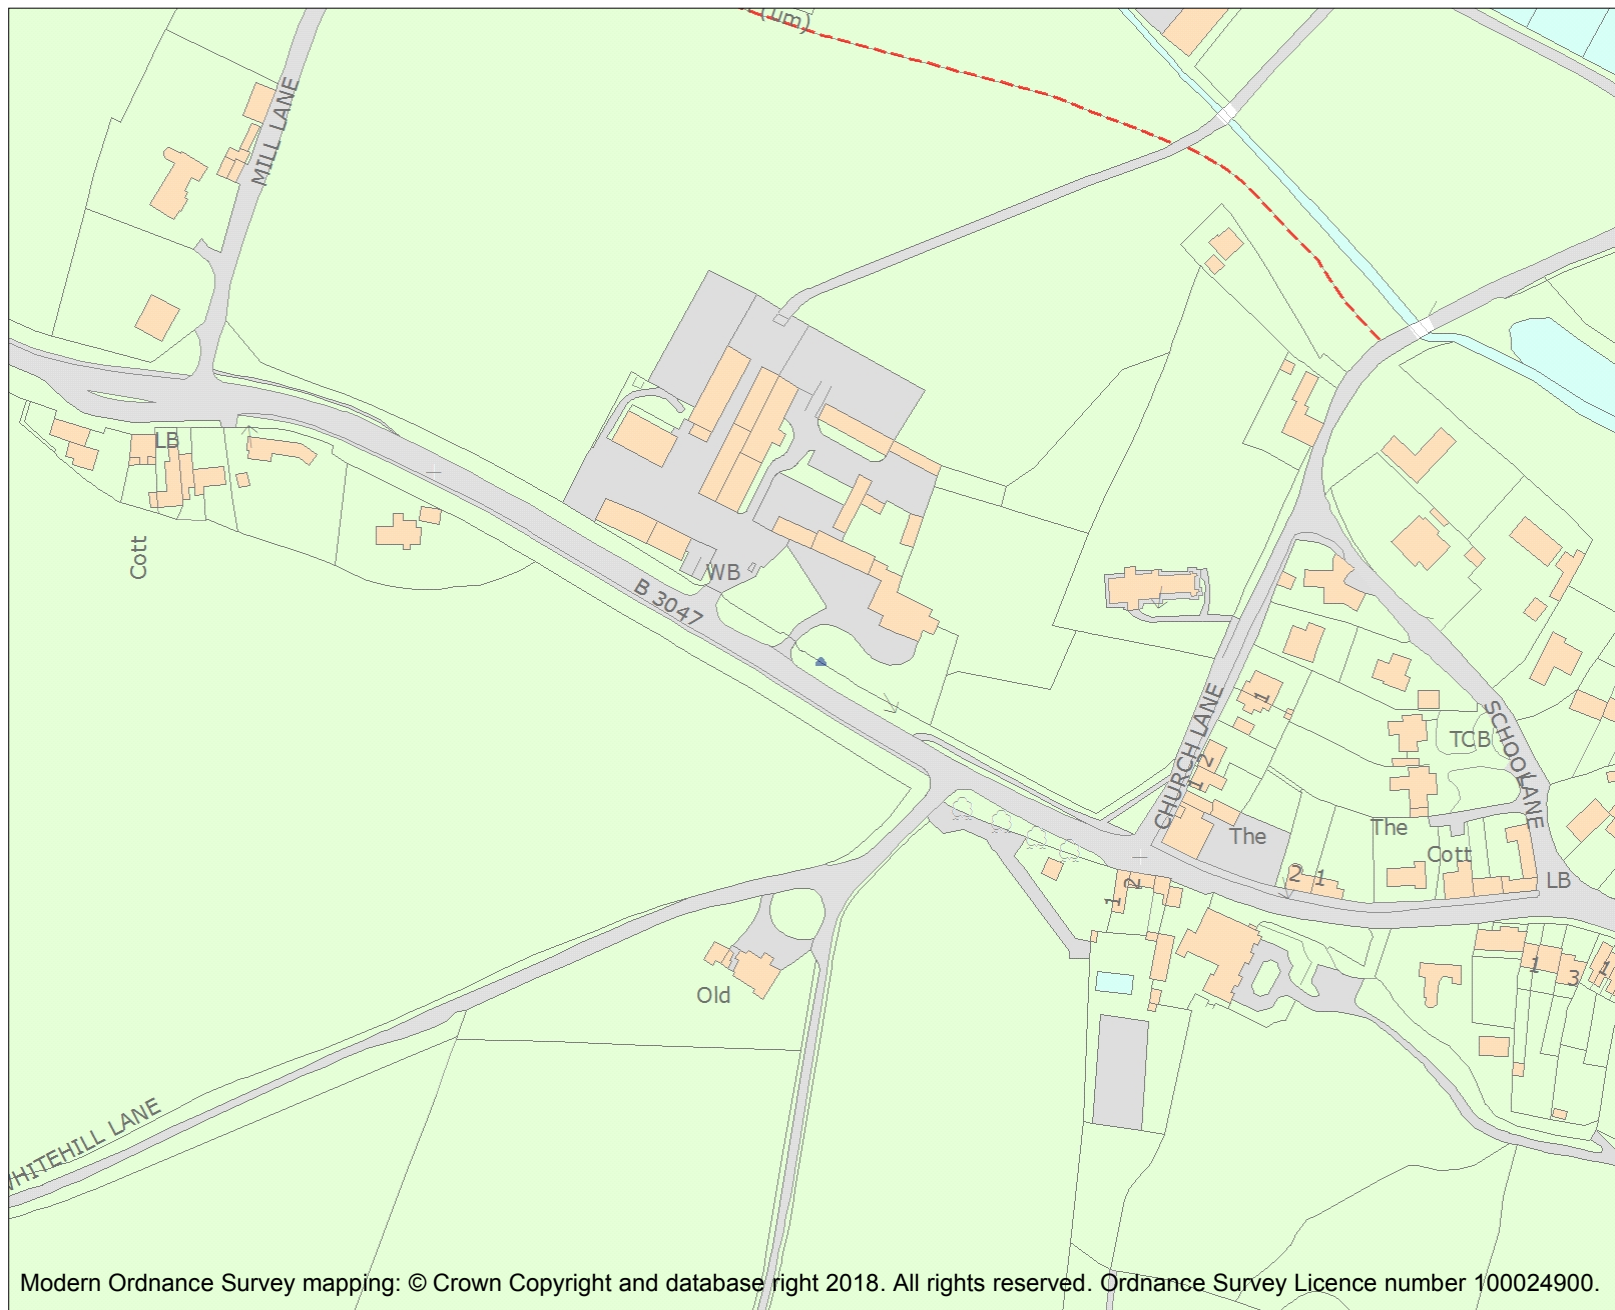 (um)
MILL LANE
LB
Cott
WB
B 3047
CHURCH LANE
1
2
1
SCHOOL
LANE
TCB
The
The
Cott
LB
2
1
2
1
1
3
1
Old
WHITEHILL LANE
Modern Ordnance Survey mapping: © Crown Copyright and database right 2018. All rights reserved. Ordnance Survey Licence number 100024900.